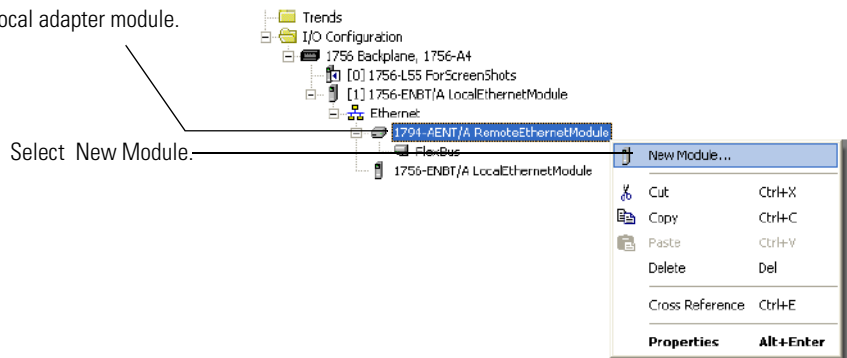 local adapter module.
Trends
I/O Configuration
1756 Backplane, 1756-A4
[0] 1756-L55 ForScreenShots
[1] 1756-ENBT/A LocalEthernetModule
Ethernet
1794-AENT/A RemoteEthernetModule
FlexBus
1756-ENBT/A LocalEthernetModule
Select New Module.
New Module...
Cut Ctrl+X
Copy Ctrl+C
Paste Ctrl+V
Delete Del
Cross Reference Ctrl+E
Properties Alt+Enter